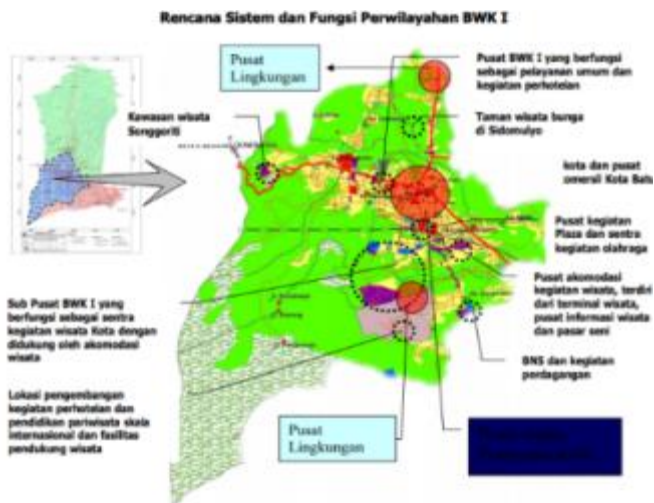 Rencana Sistem dan Fungsi Perwilayahan BWK I
Pusat
Lingkungan
Pusat BWK I yang berfungsi
sebagai pelayanan umum dan
kegiatan perhotelan
Kawasan wisata
Songgoriti
Taman wisata bunga
di Sidomulyo
kota dan pusat
omersil Kota Batu
Pusat kegiatan
Plaza dan sentra
kegiatan olahraga
Pusat akomodasi
kegiatan wisata, terdiri
dari terminal wisata,
pusat informasi wisata
dan pasar seni
Sub Pusat BWK I yang
berfungsi sebagai sentra
kegiatan wisata Kota dengan
didukung oleh akomodasi
wisata
BNS dan kegiatan
perdagangan
Lokasi pengembangan
kegiatan perhotelan dan
pendidikan pariwisata skala
internasional dan fasilitas
pendukung wisata
Pusat
Lingkungan